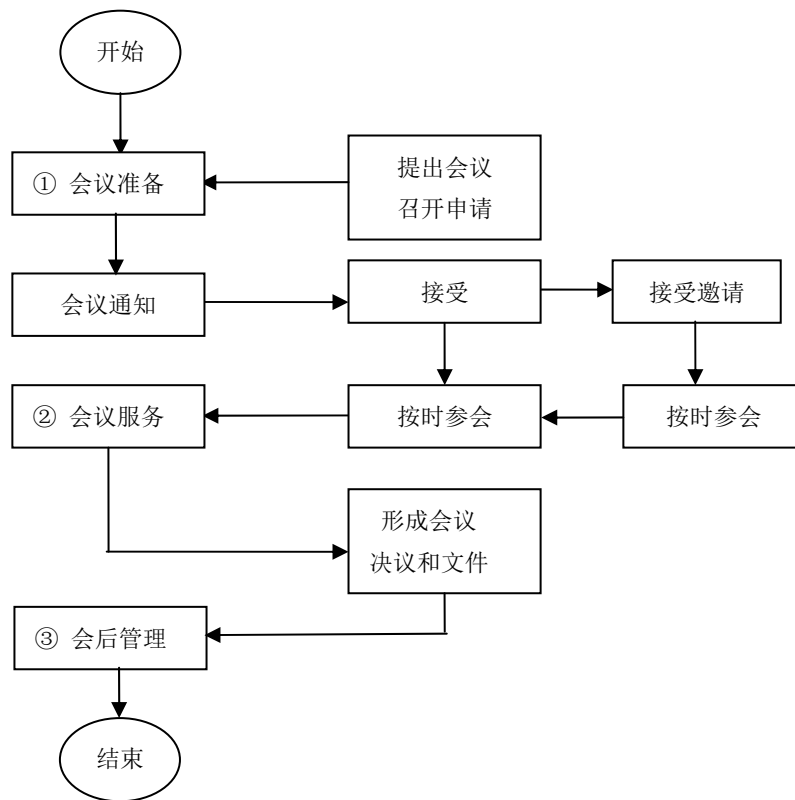 开始
① 会议准备
提出会议
召开申请
会议通知
接受
接受邀请
② 会议服务
按时参会
按时参会
形成会议
决议和文件
③ 会后管理
结束